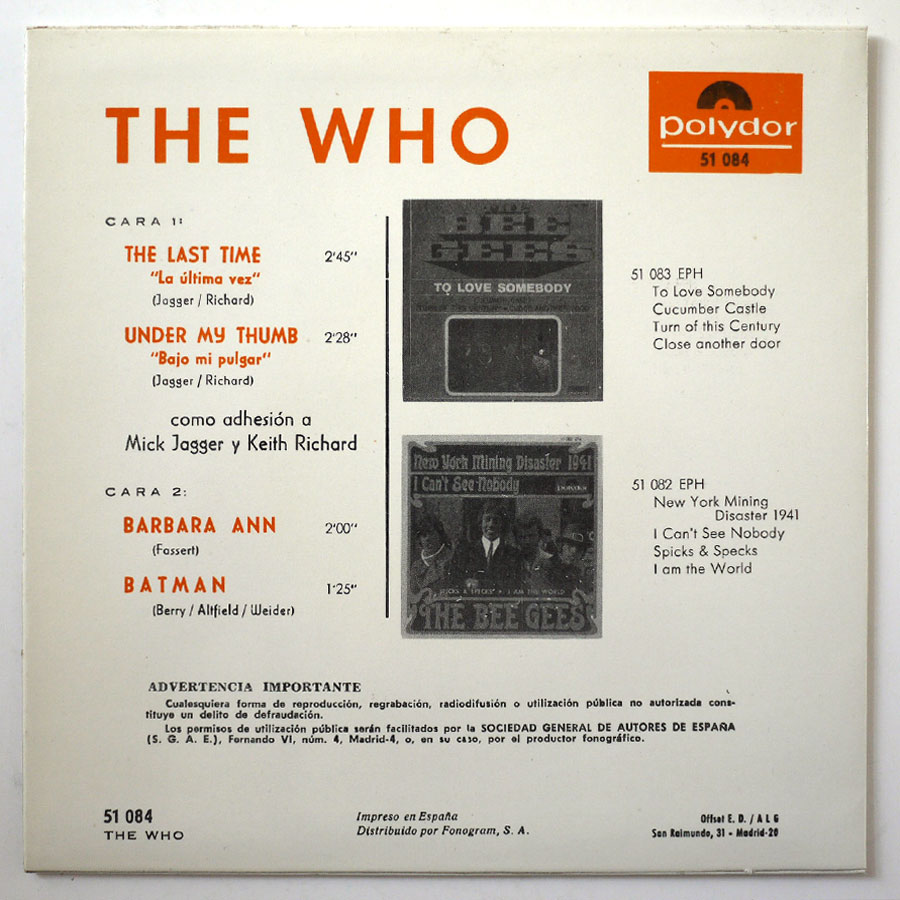 THE WHO
polydor
51 084
CARA 1:
THE LAST TIME 2'45"
"La última vez"
(Jagger / Richard)
UNDER MY THUMB 2'28"
"Bajo mi pulgar"
(Jagger / Richard)
como adhesión a
Mick Jagger y Keith Richard
CARA 2:
BARBARA ANN 2'00"
(Fassert)
BATMAN 1'25"
(Berry / Altfield / Weider)
THE
BEE
GEES
TO LOVE SOMEBODY
51 083 EPH
To Love Somebody
Cucumber Castle
Turn of this Century
Close another door
New York Mining Disaster 1941
I Can't See Nobody
SPICKS & SPECKS • I AM THE WORLD
THE BEE GEES
51 082 EPH
New York Mining
Disaster 1941
I Can't See Nobody
Spicks & Specks
I am the World
ADVERTENCIA IMPORTANTE
Cualesquiera forma de reproducción, regrabación, radiodifusión o utilización pública no autorizada cons-
tituye un delito de defraudación.
Los permisos de utilización pública serán facilitados por la SOCIEDAD GENERAL DE AUTORES DE ESPAÑA
(S. G. A. E.), Fernando VI, núm. 4, Madrid-4, o, en su caso, por el productor fonográfico.
51 084
THE WHO
Impreso en España
Distribuido por Fonogram, S. A.
Offset E. D. / A L G
San Raimundo, 31 - Madrid-20